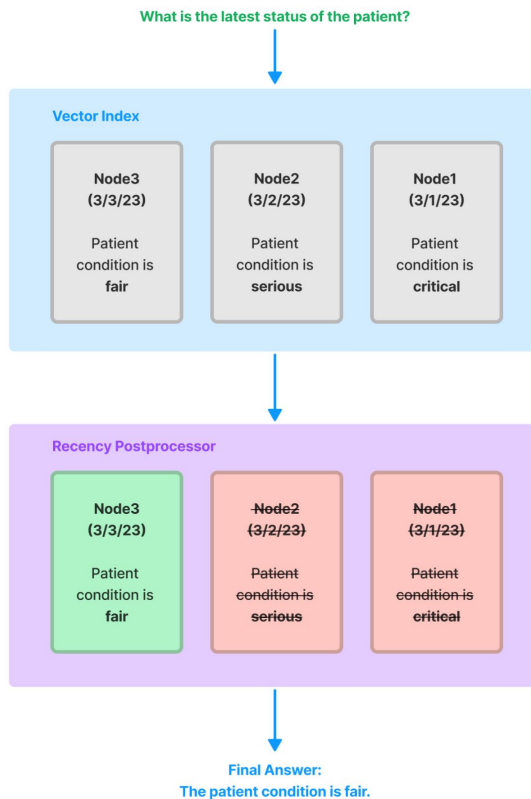 What is the latest status of the patient?
Vector Index
Node3
(3/3/23)
Patient
condition is
fair
Node2
(3/2/23)
Patient
condition is
serious
Node1
(3/1/23)
Patient
condition is
critical
Recency Postprocessor
Node3
(3/3/23)
Patient
condition is
fair
Node2
(3/2/23)
Patient
condition is
serious
Node1
(3/1/23)
Patient
condition is
critical
Final Answer:
The patient condition is fair.